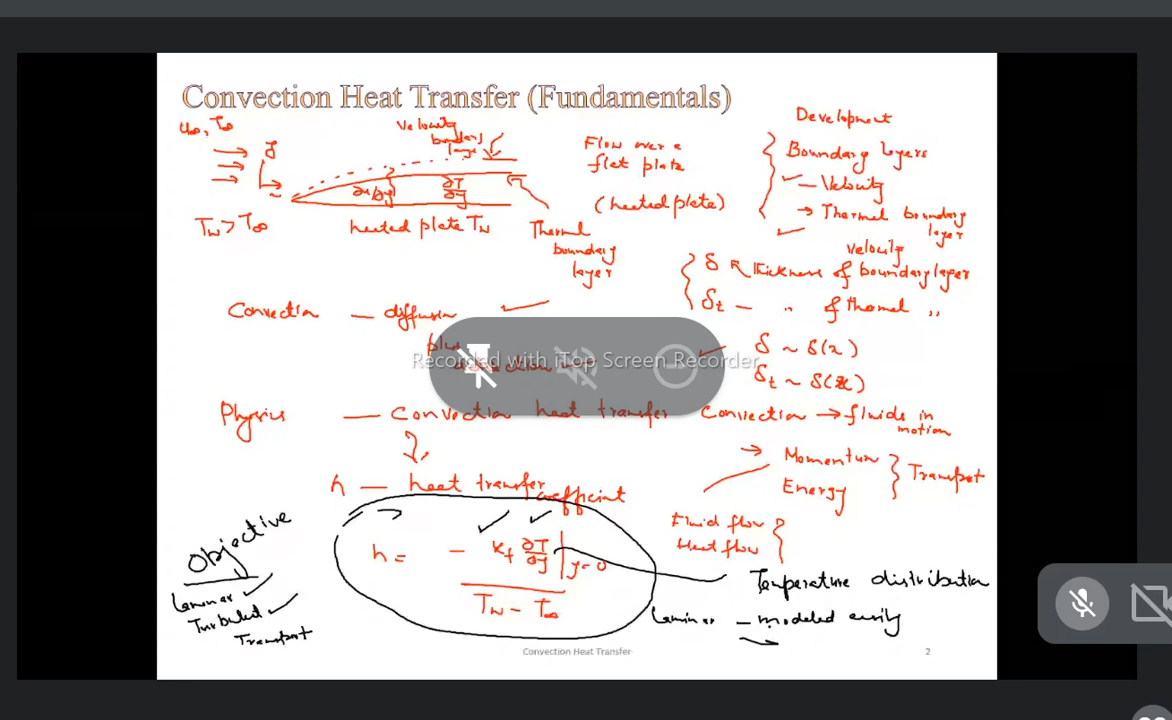 Convection Heat Transfer (Fundamentals)
u∞, T∞
Velocity
boundary
layer
y
∂u/∂y
∂T/∂y
Tw > T∞
heated plate Tw
Thermal
boundary
layer
Flow over a
flat plate
(heated plate)
Development
Boundary layers
– Velocity
→ Thermal boundary
layer
velocity
δ thickness of boundary layer
δt – ,, of thermal ,,
Convection — diffusion
plus
δ ~ δ(x)
δt ~ δ(x)
Recorded with iTop Screen Recorder
Physics — Convection heat transfer
Convection → fluids in
motion
→ Momentum
Energy
Transport
h — heat transfer coefficient
Fluid flow
Heat flow
Objective
Laminar
Turbulent
Transport
h = – kf ∂T/∂y |y=0
Tw – T∞
Temperature distribution
Laminar – modeled easily
Convection Heat Transfer
2